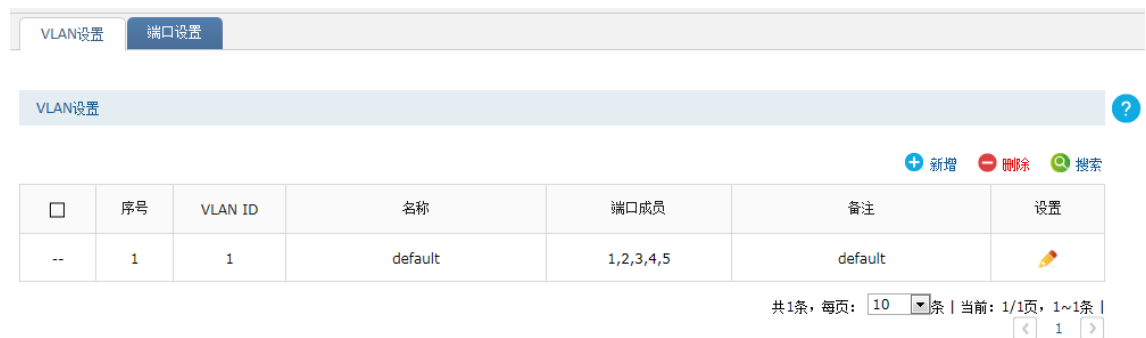 VLAN设置 端口设置
VLAN设置 ?
新增 删除 搜索
序号 VLAN ID 名称 端口成员 备注 设置
-- 1 1 default 1,2,3,4,5 default
共1条，每页： 10 条 | 当前：1/1页，1~1条 |
< 1 >